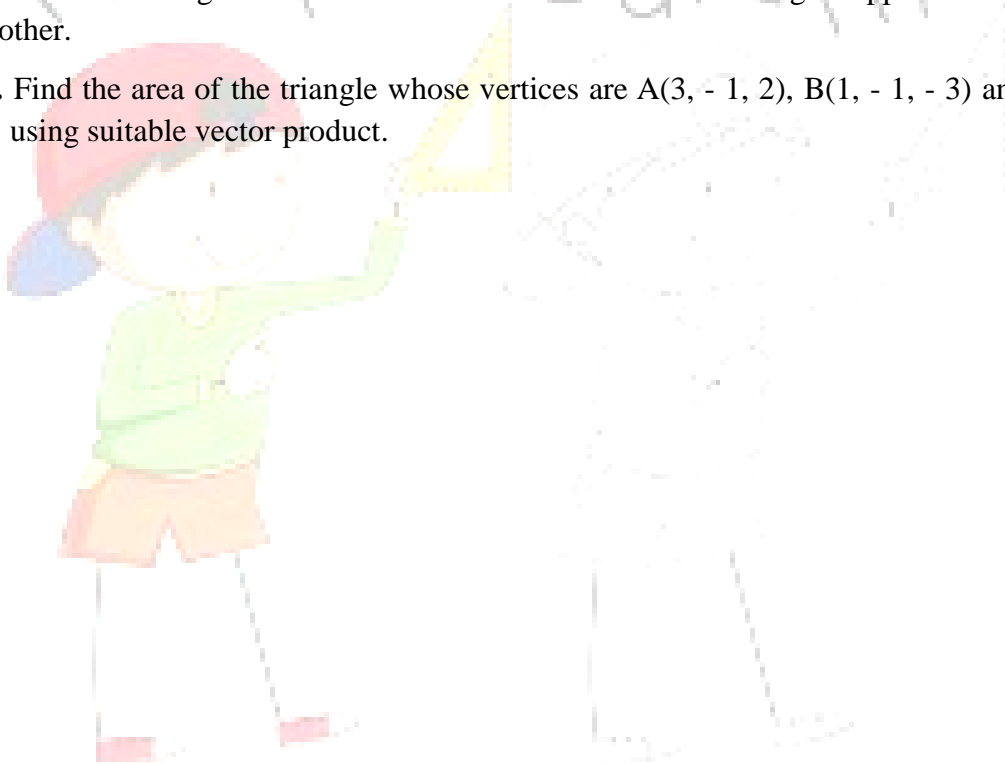 other.
. Find the area of the triangle whose vertices are A(3, - 1, 2), B(1, - 1, - 3) an
using suitable vector product.